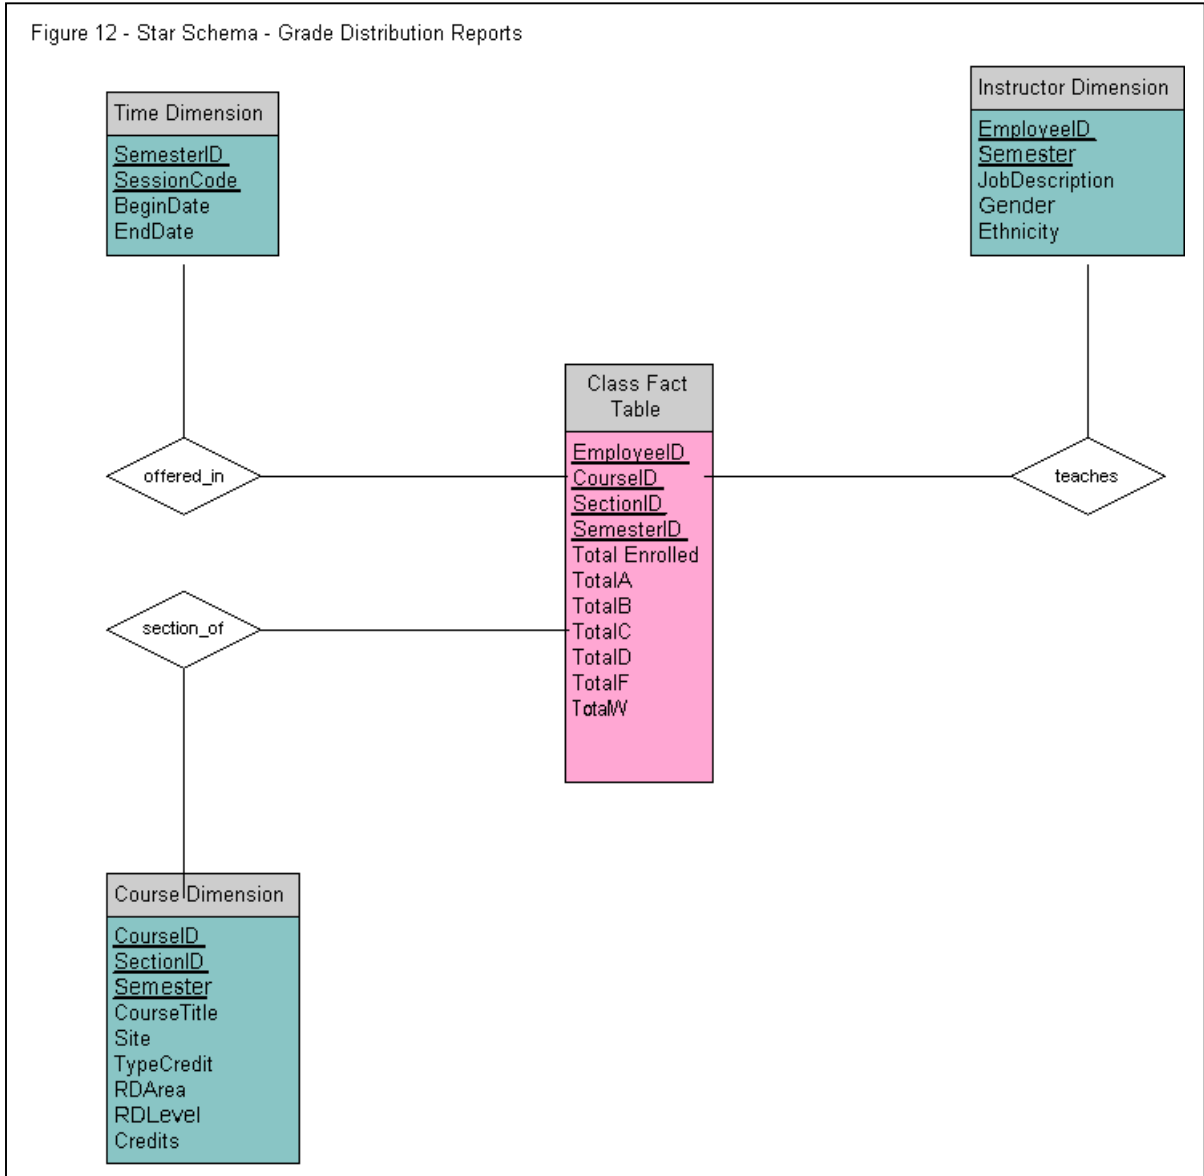 Figure 12 - Star Schema - Grade Distribution Reports
Time Dimension
SemesterID
SessionCode
BeginDate
EndDate
Instructor Dimension
EmployeeID
Semester
JobDescription
Gender
Ethnicity
Class Fact
Table
EmployeeID
CourseID
SectionID
SemesterID
Total Enrolled
TotalA
TotalB
TotalC
TotalD
TotalF
TotalW
offered_in
teaches
section_of
Course Dimension
CourseID
SectionID
Semester
CourseTitle
Site
TypeCredit
RDArea
RDLevel
Credits